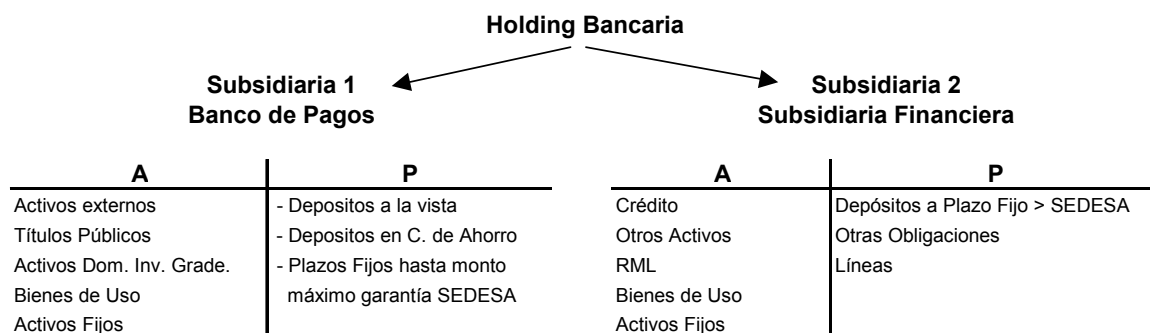 Holding Bancaria
Subsidiaria 1
Banco de Pagos
Subsidiaria 2
Subsidiaria Financiera
A P
Activos externos - Depositos a la vista
Títulos Públicos - Depositos en C. de Ahorro
Activos Dom. Inv. Grade. - Plazos Fijos hasta monto
Bienes de Uso máximo garantía SEDESA
Activos Fijos
A P
Crédito Depósitos a Plazo Fijo > SEDESA
Otros Activos Otras Obligaciones
RML Líneas
Bienes de Uso
Activos Fijos